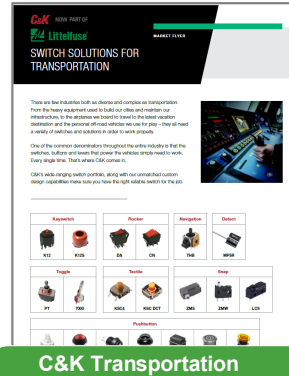 C&K NOW PART OF
Littelfuse
MARKET FLYER
SWITCH SOLUTIONS FOR
TRANSPORTATION
There are few industries both as diverse and complex as transportation.
From the heavy equipment used to build our cities and maintain our
infrastructure, to the airplanes we board to travel to the latest vacation
destination and the personal off-road vehicles we use for play – they all need
a variety of switches and solutions in order to work properly.
One of the common denominators throughout the entire industry is that the
switches, buttons and levers that power the vehicles simply need to work.
Every single time. That's where C&K comes in.
C&K's wide-ranging switch portfolio, along with our unmatched custom
design capabilities make sure you have the right reliable switch for the job.
Keyswitch Rocker Navigation Detect
K12 K12S DA CN THB MPSR
Toggle Tactile Snap
PT 7000 KSC4 KSC DCT ZMS ZMW LCS
Pushbutton
C&K Transportation